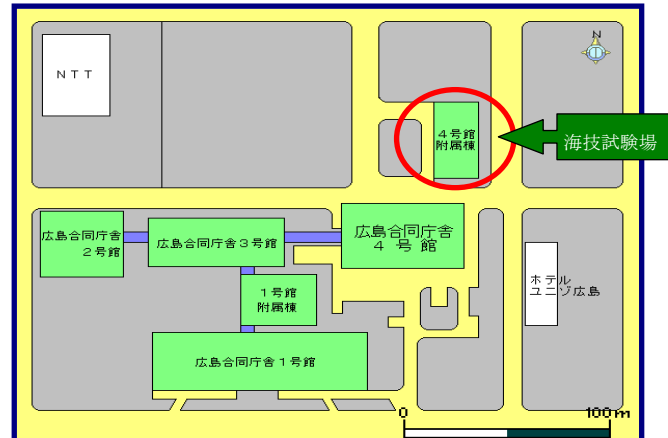 ＮＴＴ
N
４号館
附属棟
海技試験場
広島合同庁舎
２号館
広島合同庁舎３号館
広島合同庁舎
４ 号 館
１号館
附属棟
ホテル
ユニゾ広島
広島合同庁舎１号館
0
100ｍ